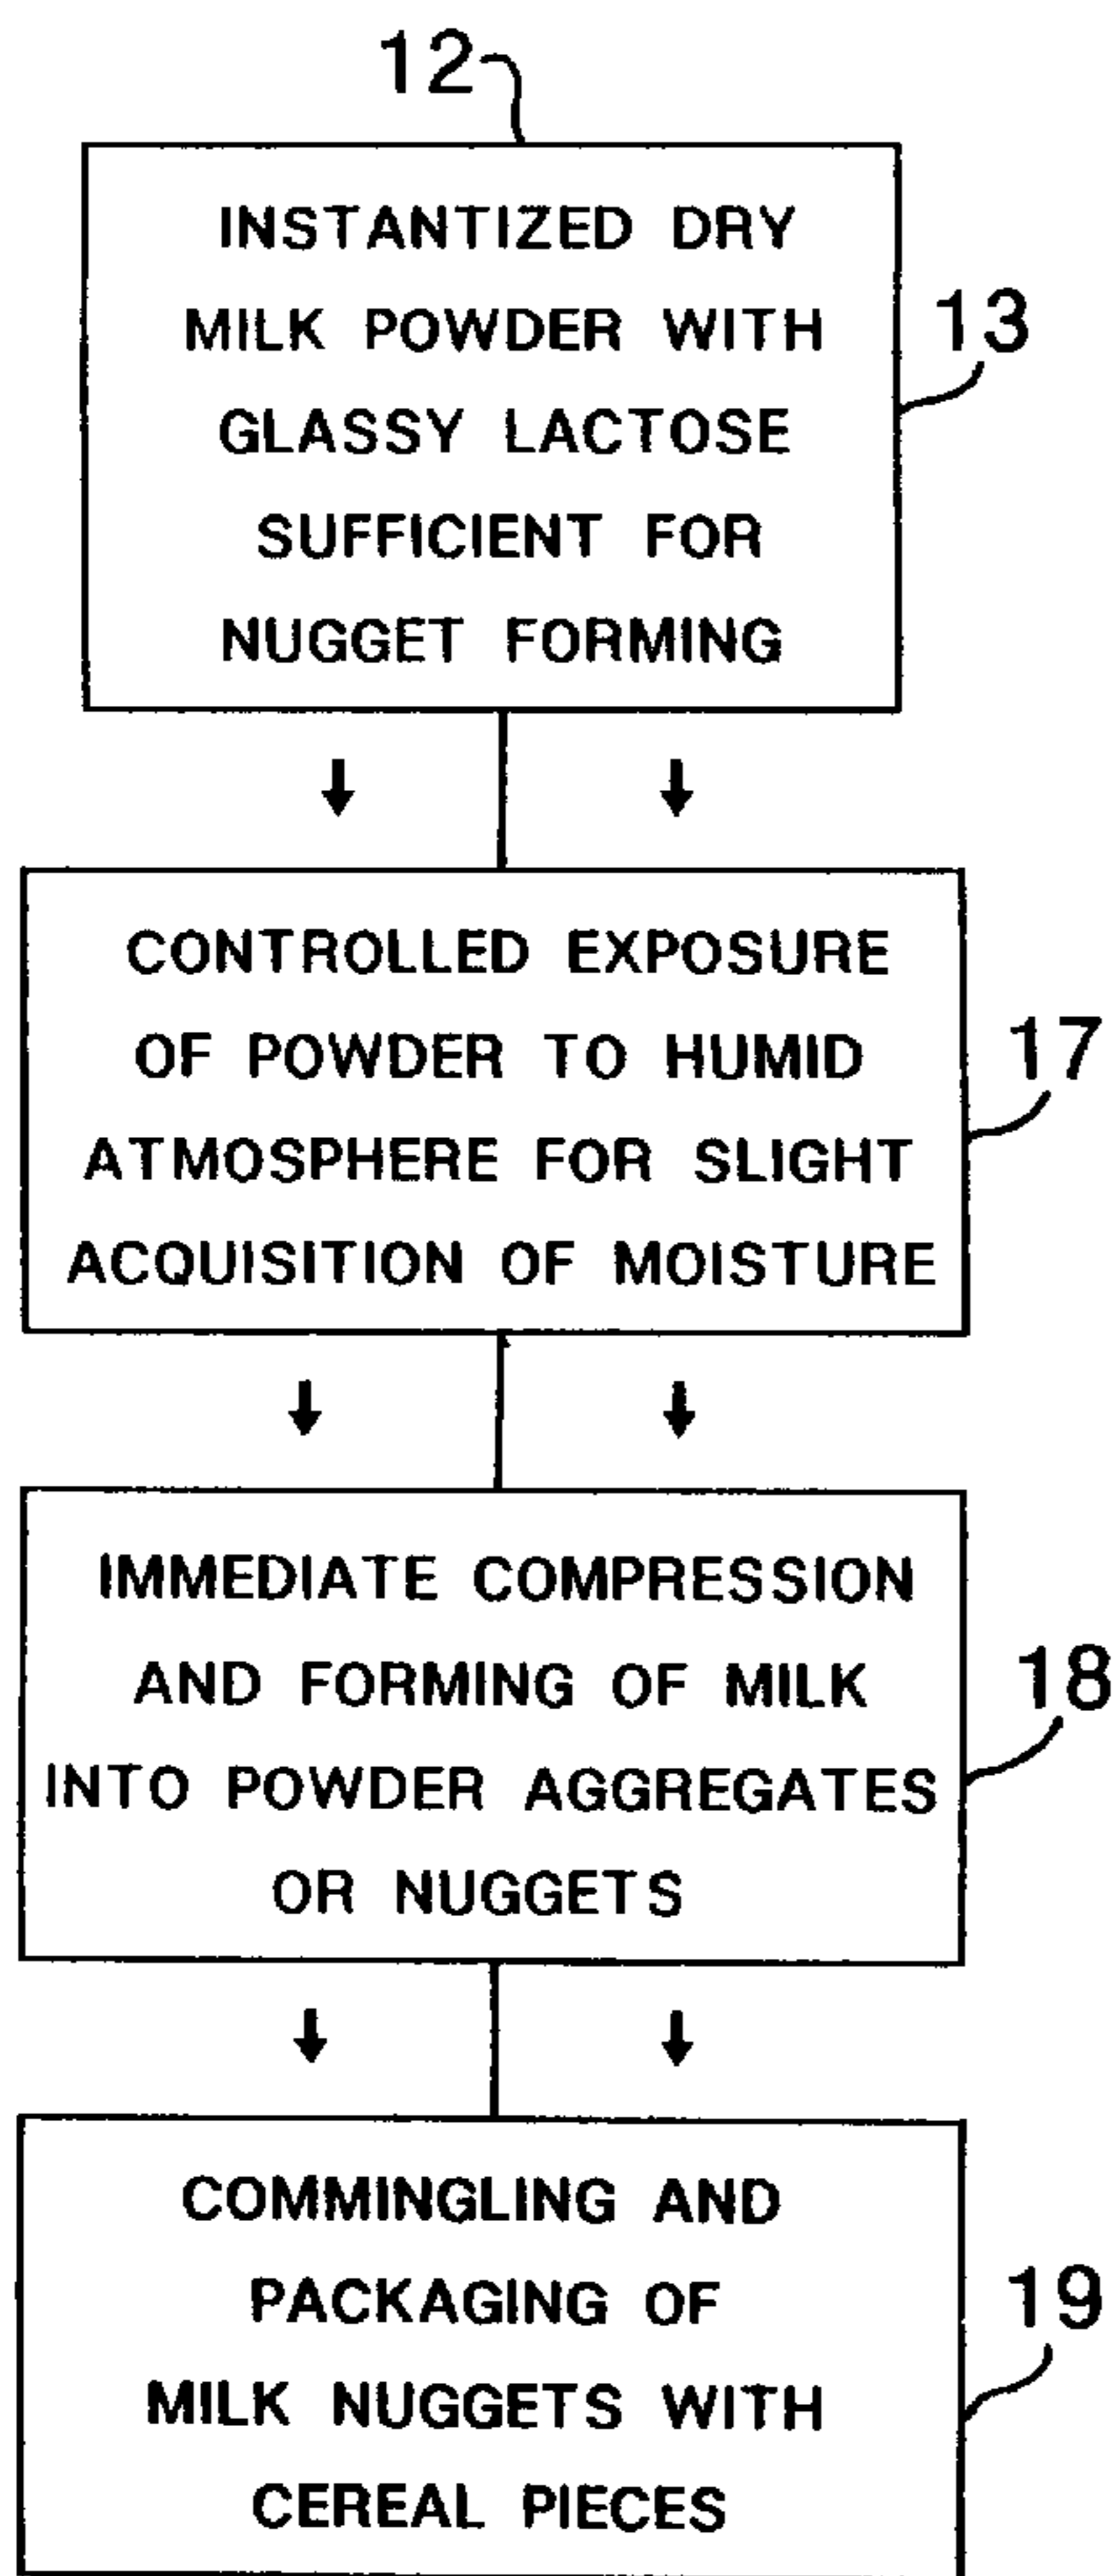 12
INSTANTIZED DRY
MILK POWDER WITH
GLASSY LACTOSE
SUFFICIENT FOR
NUGGET FORMING
13
CONTROLLED EXPOSURE
OF POWDER TO HUMID
ATMOSPHERE FOR SLIGHT
ACQUISITION OF MOISTURE
17
IMMEDIATE COMPRESSION
AND FORMING OF MILK
INTO POWDER AGGREGATES
OR NUGGETS
18
COMMINGLING AND
PACKAGING OF
MILK NUGGETS WITH
CEREAL PIECES
19